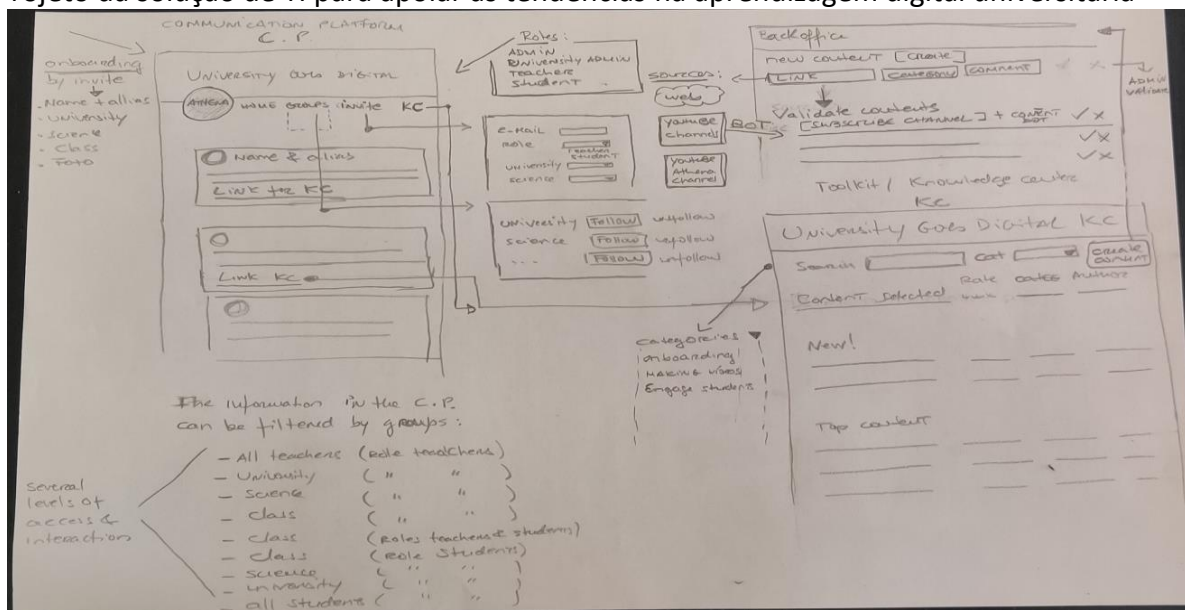 rojeto da solução de TI para apoiar as tendências na aprendizagem digital universitária
COMMUNICATION PLATFORM
C. P.
onboarding
by invite
- Name + allias
- University
- Science
- Class
- Foto
UNIVERSITY GOES DIGITAL
ATHENA HOME GROUPS invite KC
Name & allias
Link to KC
Link KC
Roles:
ADMIN
UNIVERSITY ADMIN
Teachers
Student
E-MAIL
Role
Teacher
Student
University
Science
University Follow unfollow
Science Follow unfollow
... Follow unfollow
Sources:
Web
Youtube
Channels
BOT
Youtube
Athena
Channel
Backoffice
new content [CREATE]
LINK CATEGORY COMMENT
ADMIN
Validate
Validate contents
[SUBSCRIBE CHANNEL] + CONTENT BOT
Toolkit / Knowledge center
KC
University Goes Digital KC
Search Cat CREATE
CONTENT
Content Selected Rate Dates Author
New!
Top content
Categories
onboarding
MAKING videos
Engage students
The information in the C.P.
can be filtered by groups:
Several
levels of
access &
interaction
- All teachers (Role teachers)
- University ( " " )
- Science ( " " )
- Class ( " " )
- Class (Roles teachers & students)
- Class (Role Students)
- Science ( " " )
- University ( " " )
- all students ( " " )